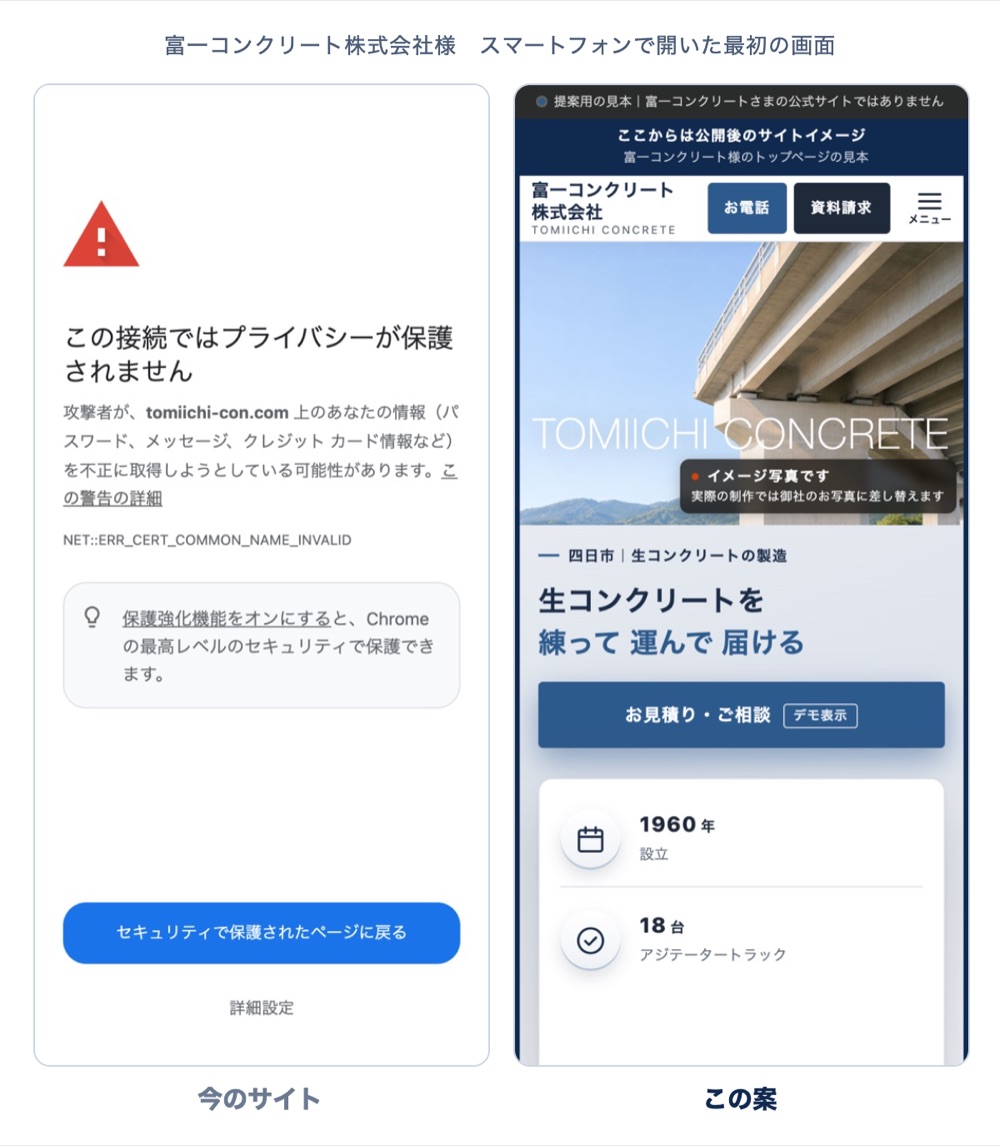 富一コンクリート株式会社様　スマートフォンで開いた最初の画面
この接続ではプライバシーが保護
されません
攻撃者が、tomiichi-con.com 上のあなたの情報（パ
スワード、メッセージ、クレジット カード情報など）
を不正に取得しようとしている可能性があります。こ
の警告の詳細
NET::ERR_CERT_COMMON_NAME_INVALID
保護強化機能をオンにすると、Chrome
の最高レベルのセキュリティで保護でき
ます。
セキュリティで保護されたページに戻る
詳細設定
今のサイト
提案用の見本｜富一コンクリートさまの公式サイトではありません
ここからは公開後のサイトイメージ
富一コンクリート様のトップページの見本
富一コンクリート
株式会社
TOMIICHI CONCRETE
お電話
資料請求
メニュー
TOMIICHI CONCRETE
イメージ写真です
実際の制作では御社のお写真に差し替えます
四日市｜生コンクリートの製造
生コンクリートを
練って 運んで 届ける
お見積り・ご相談 デモ表示
1960 年
設立
18 台
アジテータートラック
この案